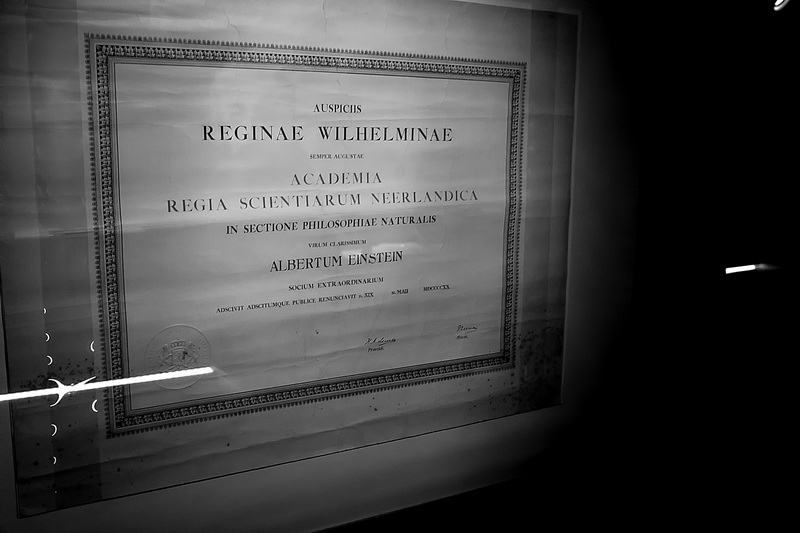 AUSPICIIS
REGINAE WILHELMINAE
SEMPER AUGUSTAE
ACADEMIA
REGIA SCIENTIARUM NEERLANDICA
IN SECTIONE PHILOSOPHIAE NATURALIS
VIRUM CLARISSIMUM
ALBERTUM EINSTEIN
SOCIUM EXTRAORDINARIUM
ADSCIVIT ADSCITUMQUE PUBLICE RENUNCIAVIT D. XIX. M. MAII MDCCCCXX.